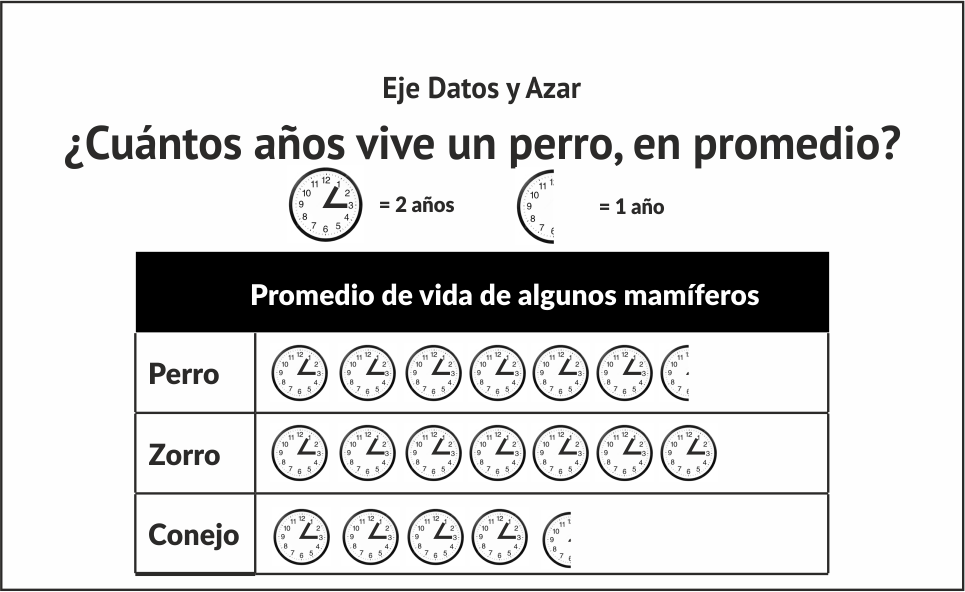 Eje Datos y Azar
¿Cuántos años vive un perro, en promedio?
= 2 años = 1 año
Promedio de vida de algunos mamíferos
Perro
Zorro
Conejo